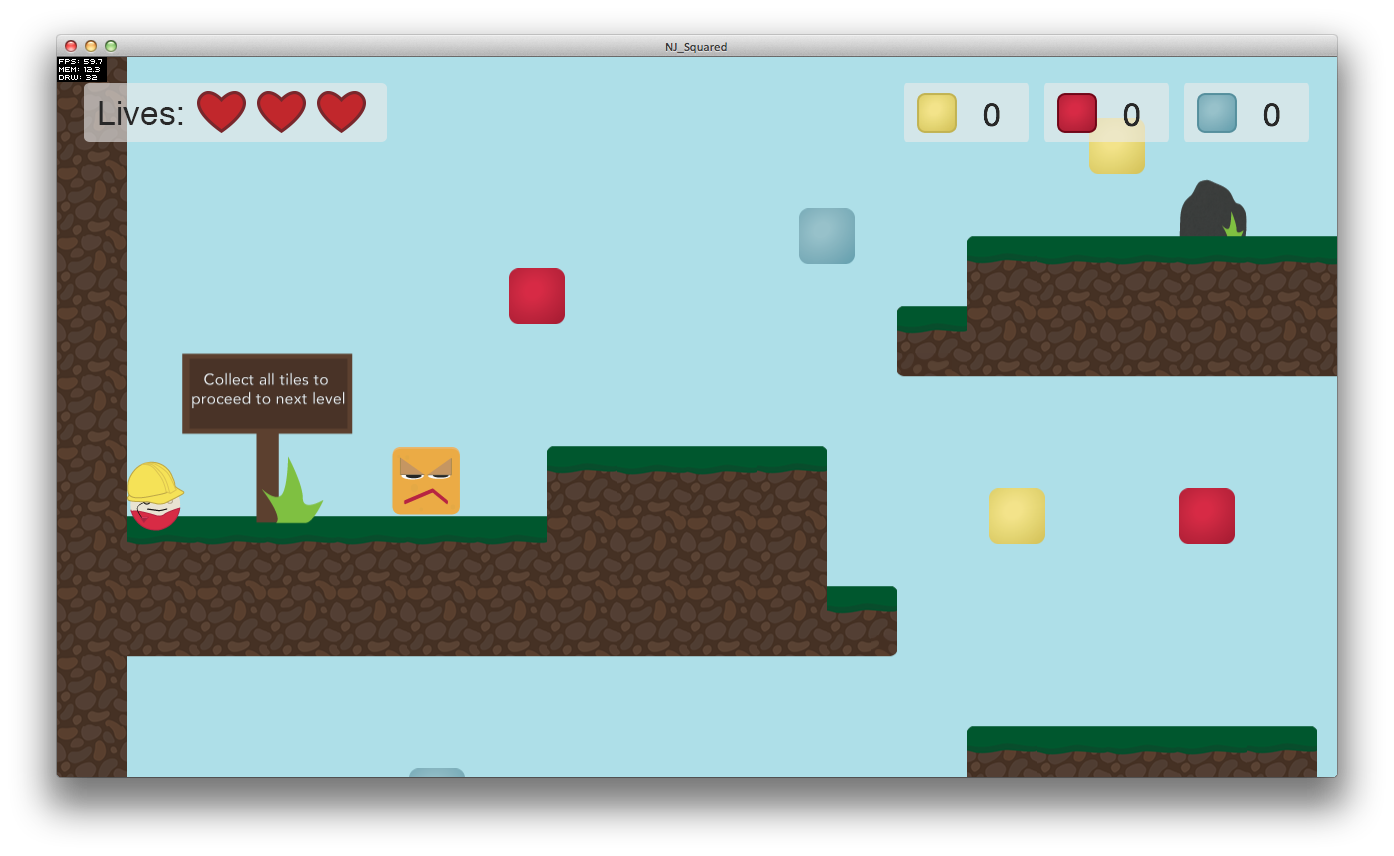 NJ_Squared
FPS: 59.7
MEM: 12.3
DRW: 32
Lives:
0
0
0
Collect all tiles to
proceed to next level